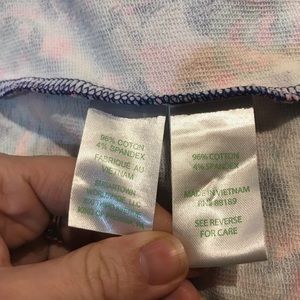 96% COTON
4% SPANDEX
FABRIQUE AU
VIETNAM
96% COTTON
4% SPANDEX
MADE IN VIETNAM
RN# 88189
SEE REVERSE
FOR CARE